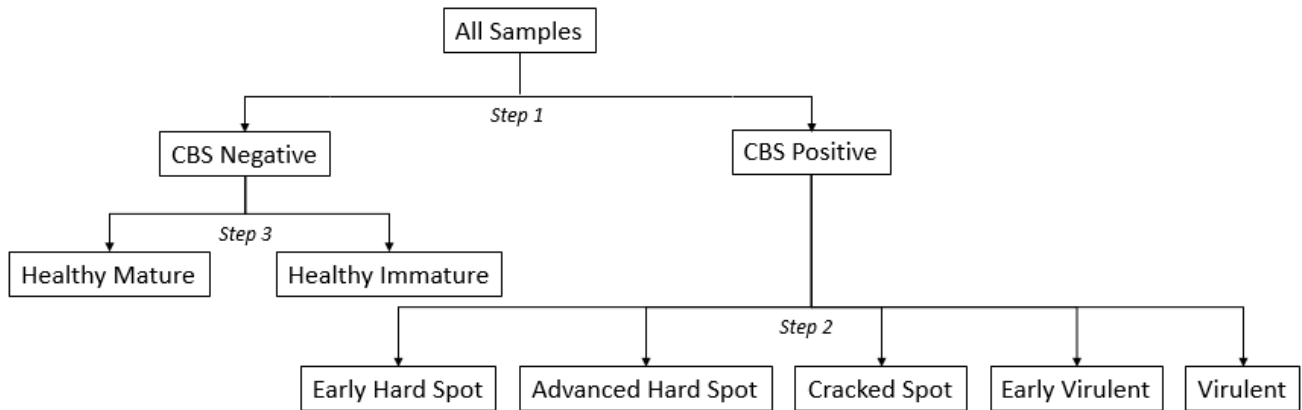 All Samples
Step 1
CBS Negative
CBS Positive
Step 3
Healthy Mature
Healthy Immature
Step 2
Early Hard Spot
Advanced Hard Spot
Cracked Spot
Early Virulent
Virulent